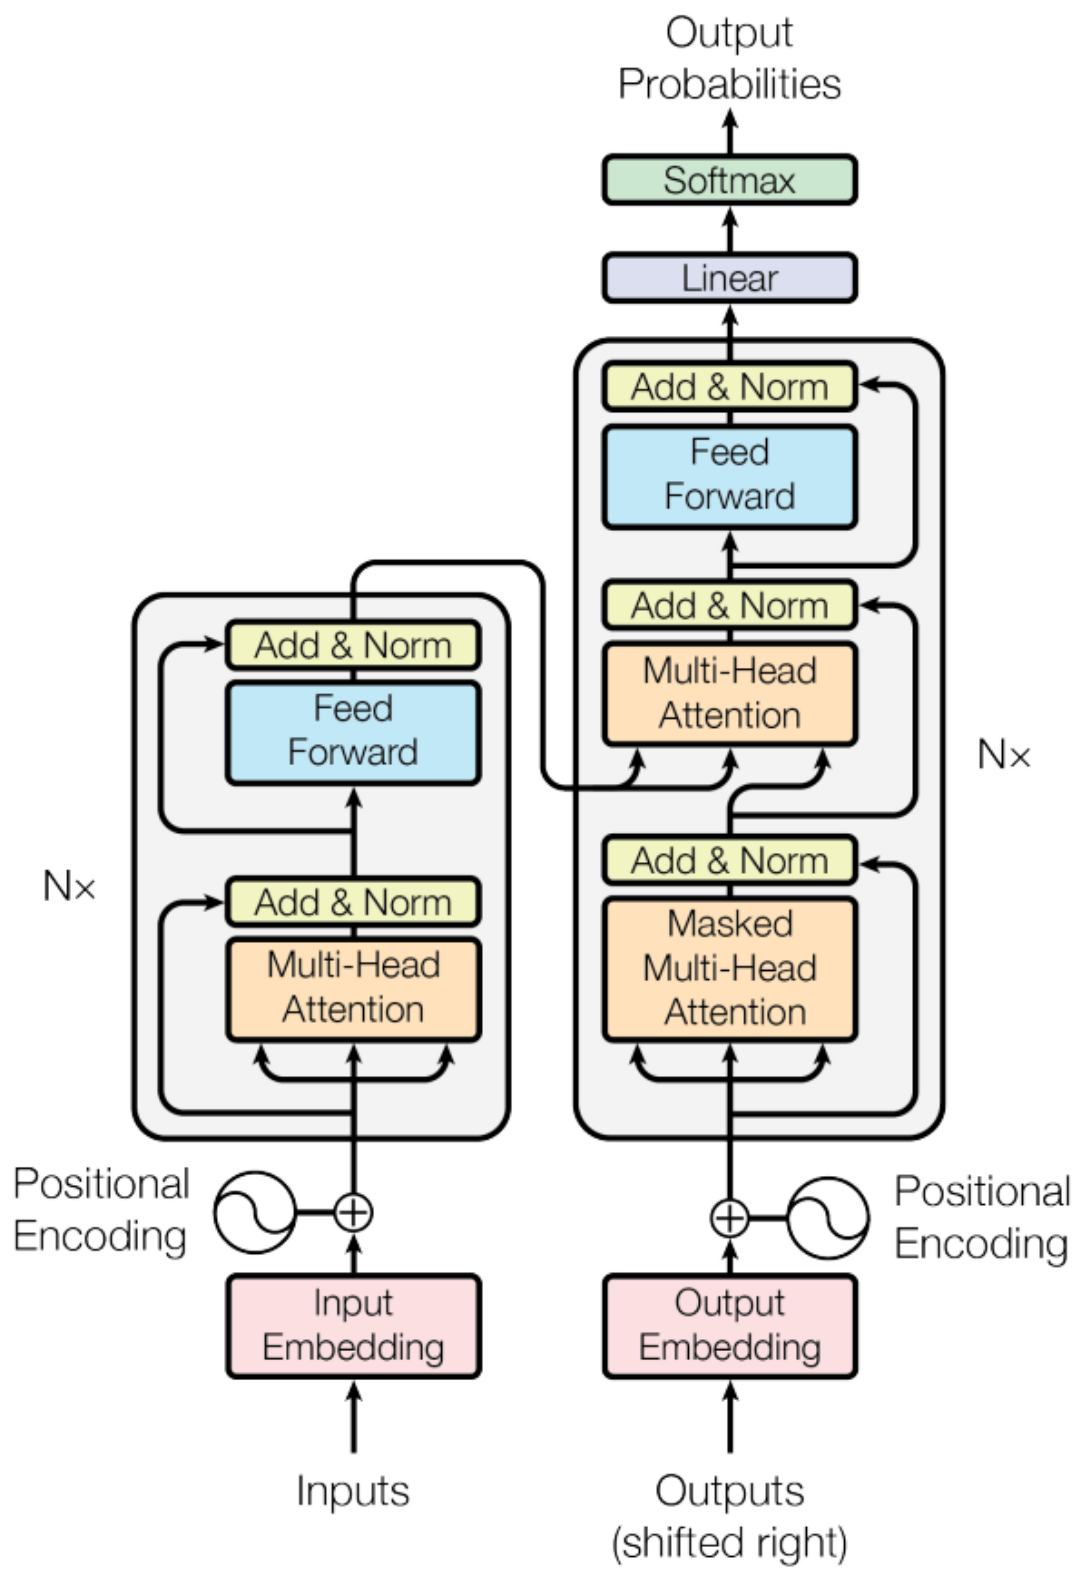 Output
Probabilities
Softmax
Linear
Add & Norm
Feed
Forward
Add & Norm
Multi-Head
Attention
Add & Norm
Masked
Multi-Head
Attention
Nx
Add & Norm
Feed
Forward
Add & Norm
Multi-Head
Attention
Nx
Positional
Encoding
Input
Embedding
Inputs
Positional
Encoding
Output
Embedding
Outputs
(shifted right)